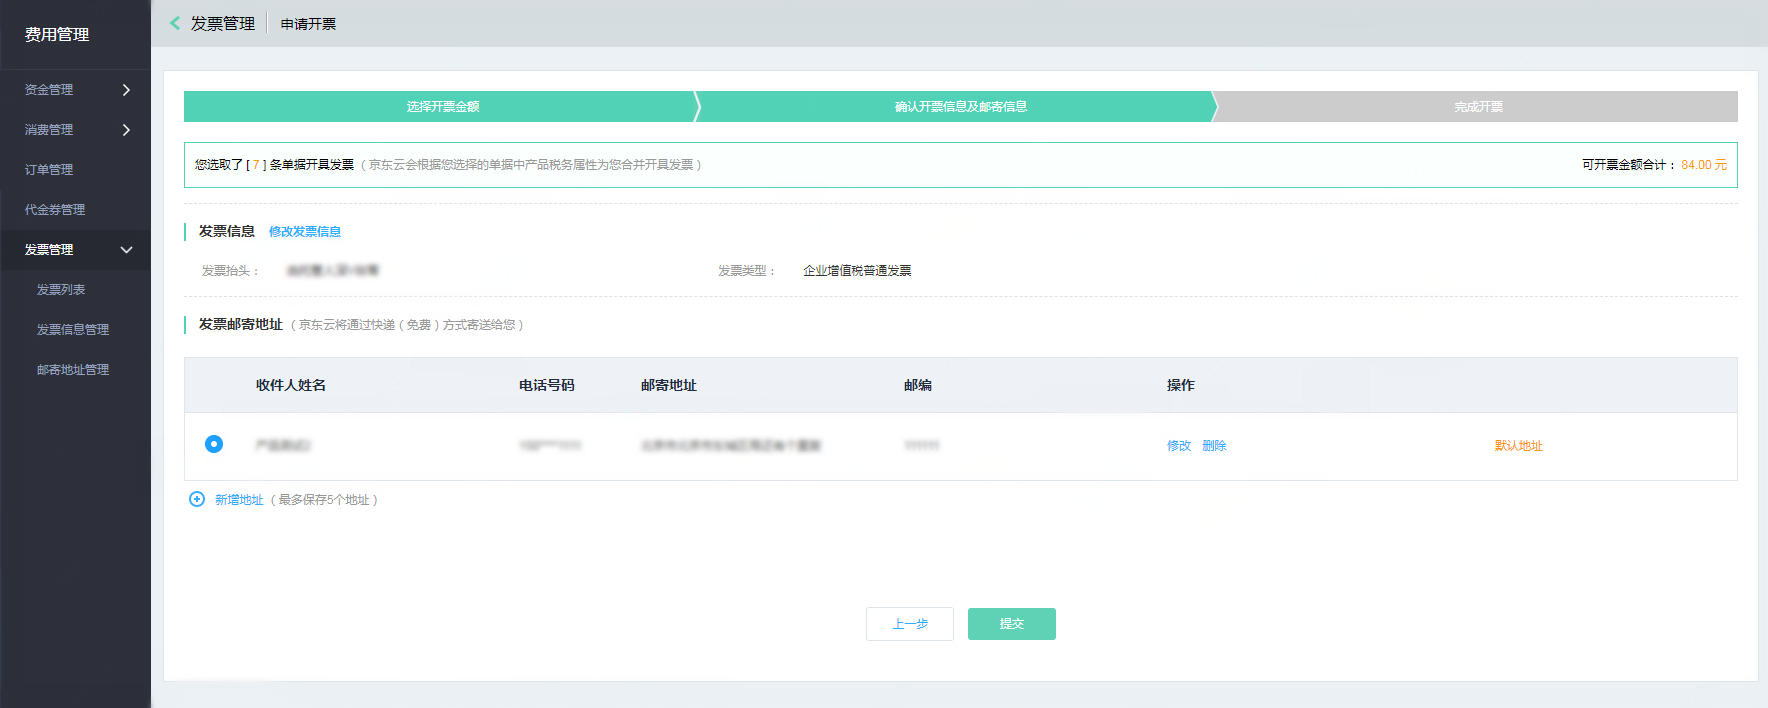 费用管理
资金管理
消费管理
订单管理
代金券管理
发票管理
发票列表
发票信息管理
邮寄地址管理
发票管理 申请开票
选择开票金额 确认开票信息及邮寄信息 完成开票
您选取了 [ 7 ] 条单据开具发票（京东云会根据您选择的单据中产品税务属性为您合并开具发票） 可开票金额合计： 84.00 元
发票信息 修改发票信息
发票抬头： 发票类型： 企业增值税普通发票
发票邮寄地址（京东云将通过快递（免费）方式寄送给您）
收件人姓名 电话号码 邮寄地址 邮编 操作
修改 删除 默认地址
新增地址（最多保存5个地址）
上一步 提交